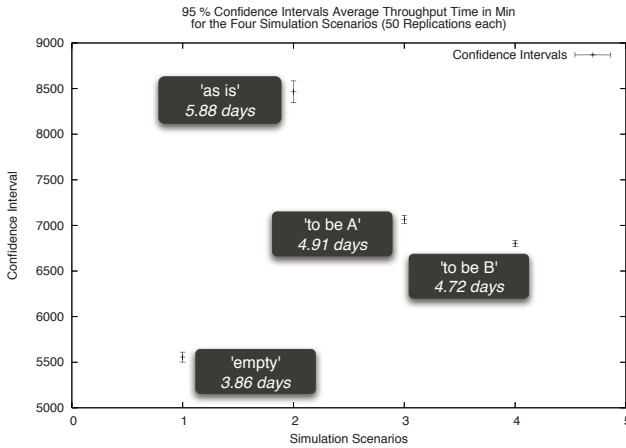 95 % Confidence Intervals Average Throughput Time in Min
for the Four Simulation Scenarios (50 Replications each)
Confidence Intervals
Confidence Interval
9000
8500
8000
7500
7000
6500
6000
5500
5000
'as is'
5.88 days
'to be A'
4.91 days
'to be B'
4.72 days
'empty'
3.86 days
0
1
2
3
4
5
Simulation Scenarios